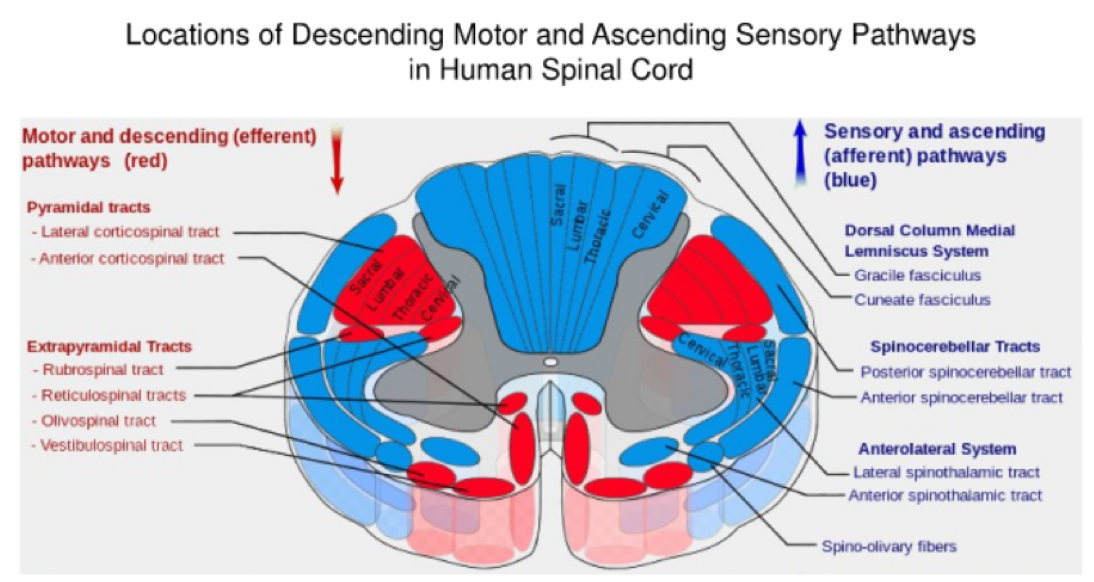 Locations of Descending Motor and Ascending Sensory Pathways
in Human Spinal Cord
Motor and descending (efferent)
pathways (red)
Pyramidal tracts
- Lateral corticospinal tract
- Anterior corticospinal tract
Extrapyramidal Tracts
- Rubrospinal tract
- Reticulospinal tracts
- Olivospinal tract
- Vestibulospinal tract
Sacral
Lumbar
Thoracic
Cervical
Sacral
Lumbar
Thoracic
Cervical
Cervical
Thoracic
Lumbar
Sacral
Sensory and ascending
(afferent) pathways
(blue)
Dorsal Column Medial
Lemniscus System
Gracile fasciculus
Cuneate fasciculus
Spinocerebellar Tracts
Posterior spinocerebellar tract
Anterior spinocerebellar tract
Anterolateral System
Lateral spinothalamic tract
Anterior spinothalamic tract
Spino-olivary fibers